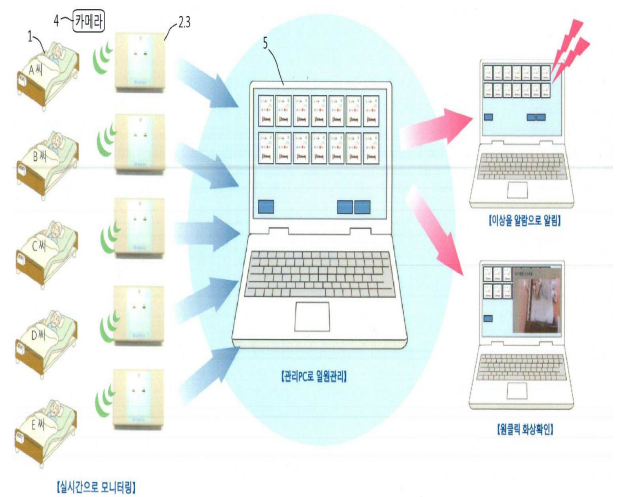 4 카메라
1
2.3
5
A씨
B씨
C씨
D씨
E씨
【이상을 알람으로 알림】
【관리PC로 일원관리】
【원클릭 화상확인】
【실시간으로 모니터링】